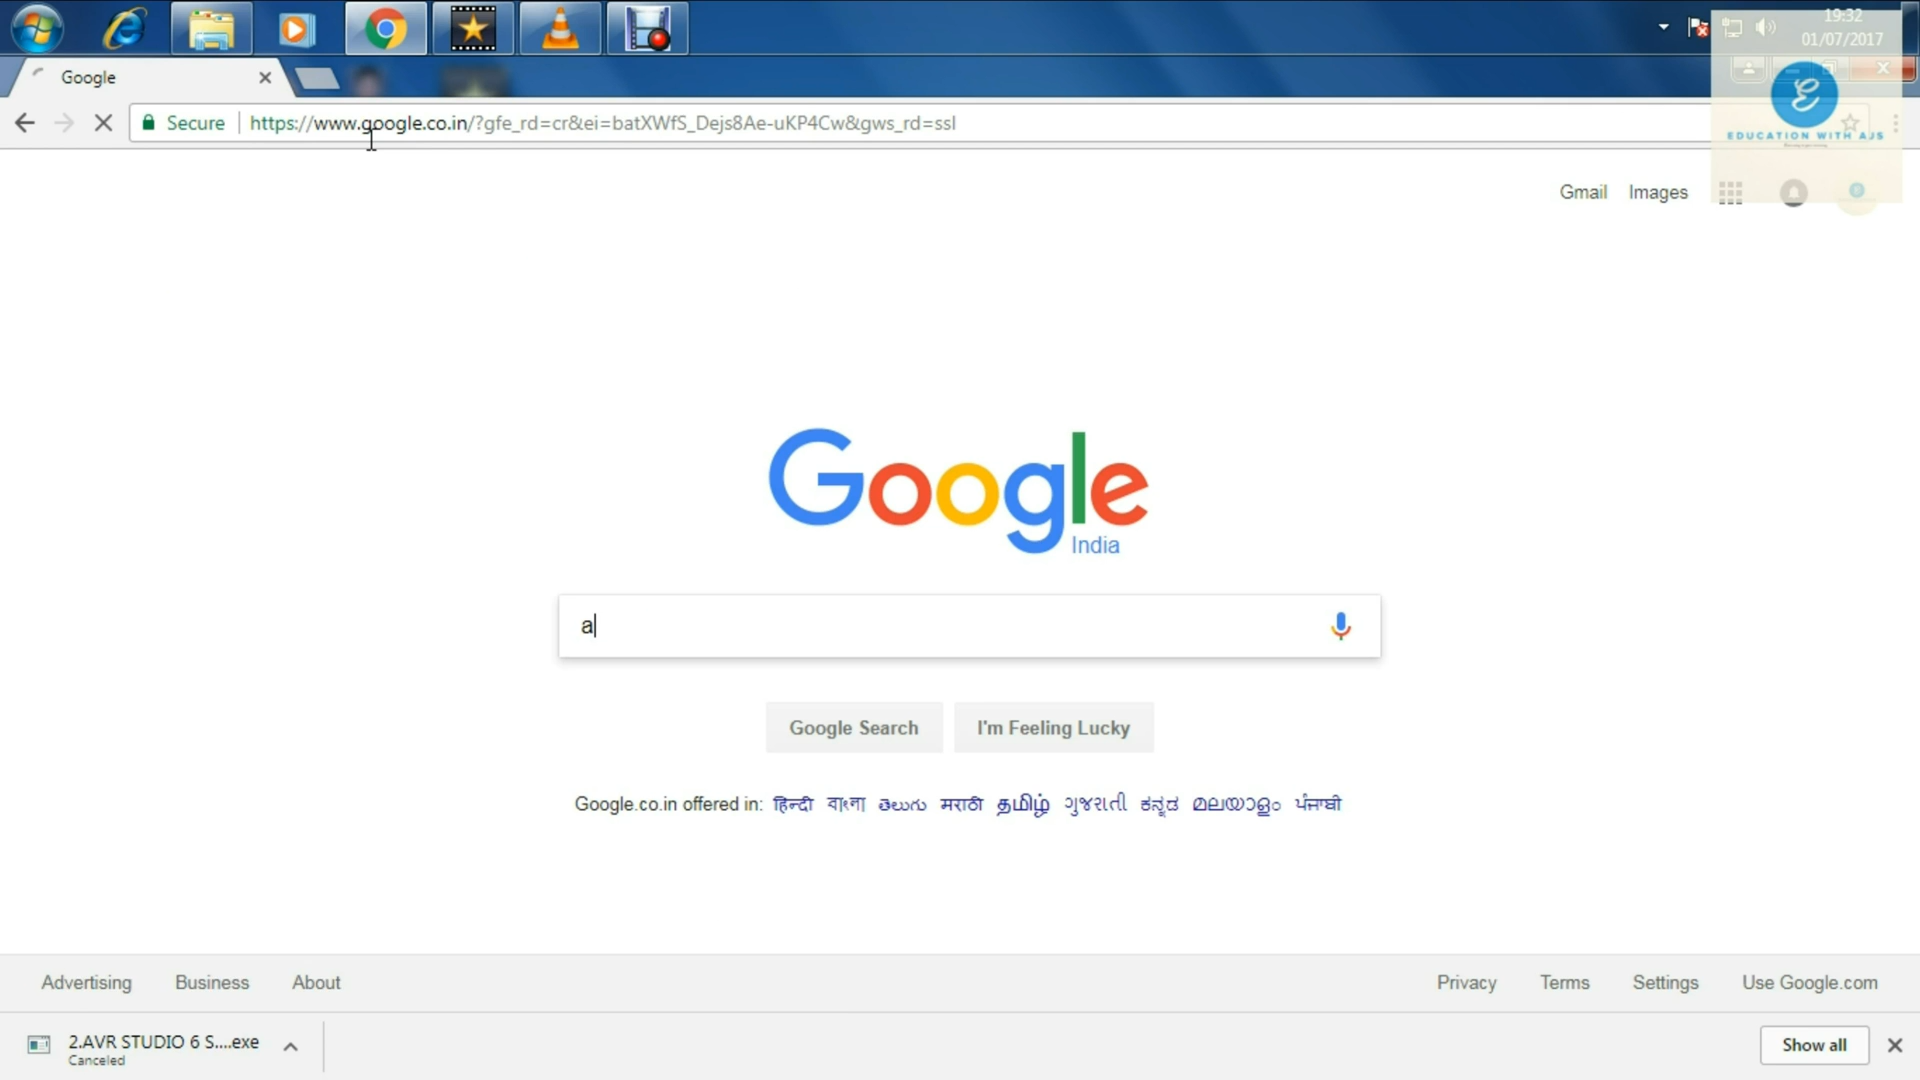 19:32
01/07/2017
Google
Secure https://www.google.co.in/?gfe_rd=cr&ei=batXWfS_Dejs8Ae-uKP4Cw&gws_rd=ssl
EDUCATION WITH AJS
Gmail Images
Google
India
a
Google Search I'm Feeling Lucky
Google.co.in offered in: हिन्दी বাংলা తెలుగు मराठी தமிழ் ગુજરાતી ಕನ್ನಡ മലയാളം ਪੰਜਾਬੀ
Advertising Business About Privacy Terms Settings Use Google.com
2.AVR STUDIO 6 S....exe
Canceled
Show all